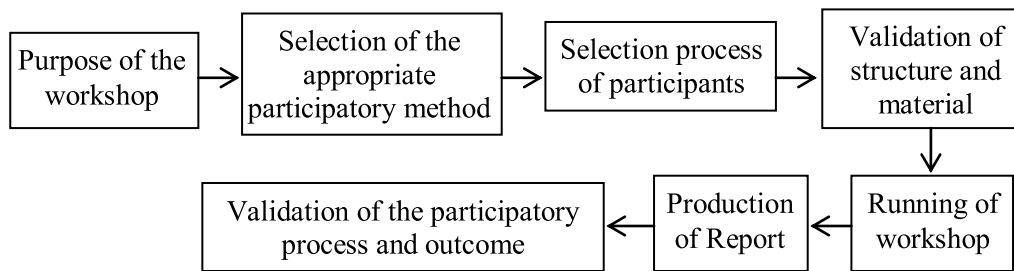 Purpose of the
workshop
Selection of the
appropriate
participatory method
Selection process
of participants
Validation of
structure and
material
Running of
workshop
Production
of Report
Validation of the participatory
process and outcome